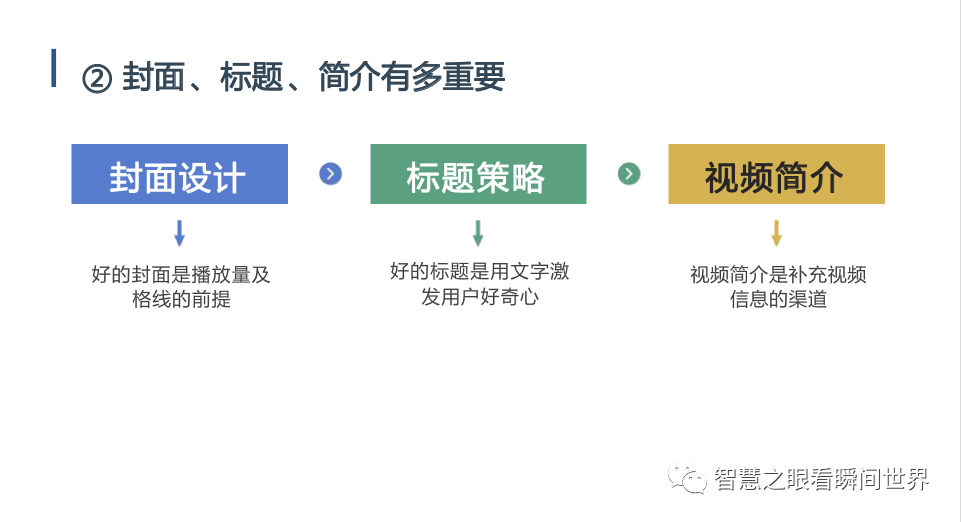 ② 封面、标题、简介有多重要
封面设计
标题策略
视频简介
好的封面是播放量及
格线的前提
好的标题是用文字激
发用户好奇心
视频简介是补充视频
信息的渠道
智慧之眼看瞬间世界